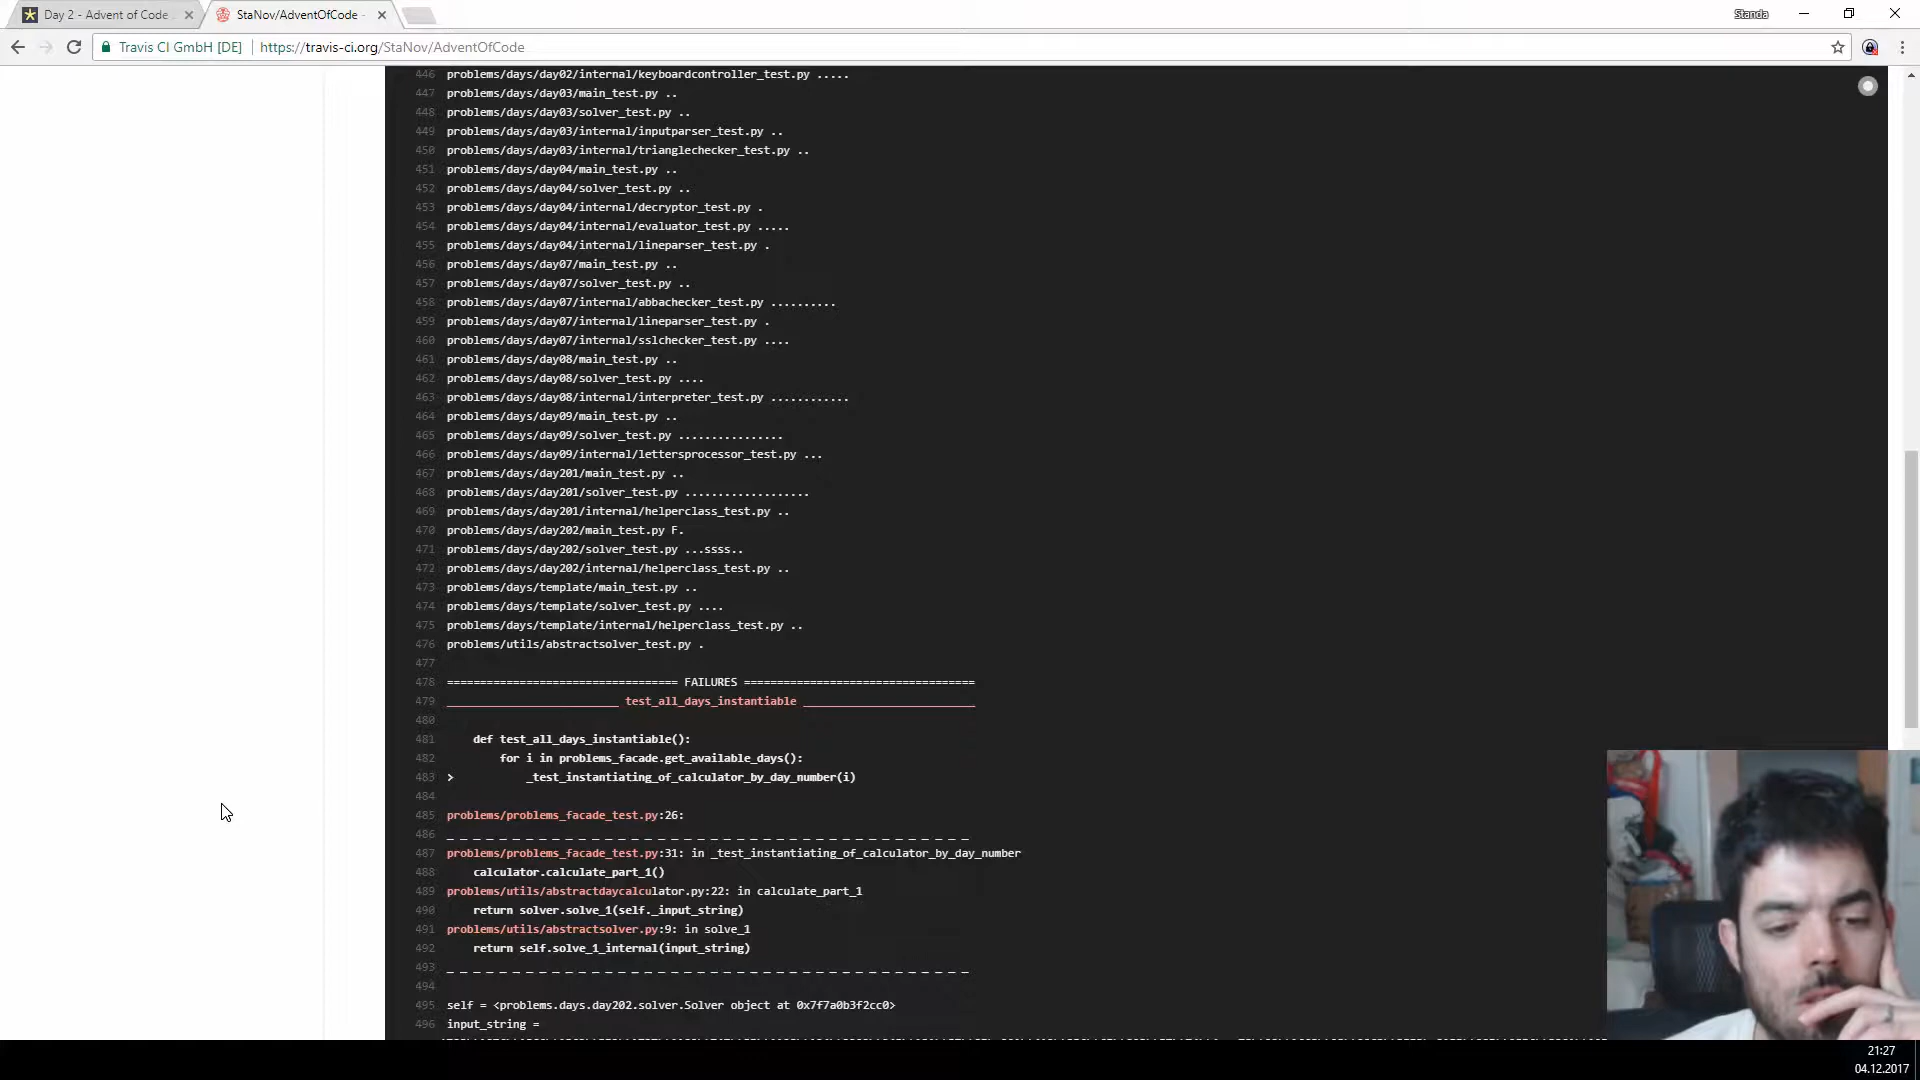 Day 2 - Advent of Code
StaNov/AdventOfCode -
Standa
Travis CI GmbH [DE]
https://travis-ci.org/StaNov/AdventOfCode
446 problems/days/day02/internal/keyboardcontroller_test.py .....
447 problems/days/day03/main_test.py ..
448 problems/days/day03/solver_test.py ..
449 problems/days/day03/internal/inputparser_test.py ..
450 problems/days/day03/internal/trianglechecker_test.py ..
451 problems/days/day04/main_test.py ..
452 problems/days/day04/solver_test.py ..
453 problems/days/day04/internal/decryptor_test.py .
454 problems/days/day04/internal/evaluator_test.py .....
455 problems/days/day04/internal/lineparser_test.py .
456 problems/days/day07/main_test.py ..
457 problems/days/day07/solver_test.py ..
458 problems/days/day07/internal/abbachecker_test.py ..........
459 problems/days/day07/internal/lineparser_test.py .
460 problems/days/day07/internal/sslchecker_test.py ....
461 problems/days/day08/main_test.py ..
462 problems/days/day08/solver_test.py ....
463 problems/days/day08/internal/interpreter_test.py ............
464 problems/days/day09/main_test.py ..
465 problems/days/day09/solver_test.py ................
466 problems/days/day09/internal/lettersprocessor_test.py ...
467 problems/days/day201/main_test.py ..
468 problems/days/day201/solver_test.py ...................
469 problems/days/day201/internal/helperclass_test.py ..
470 problems/days/day202/main_test.py F.
471 problems/days/day202/solver_test.py ...ssss..
472 problems/days/day202/internal/helperclass_test.py ..
473 problems/days/template/main_test.py ..
474 problems/days/template/solver_test.py ....
475 problems/days/template/internal/helperclass_test.py ..
476 problems/utils/abstractsolver_test.py .
477
478 =================================== FAILURES ===================================
479 __________________________ test_all_days_instantiable __________________________
480
481 def test_all_days_instantiable():
482 for i in problems_facade.get_available_days():
483 > _test_instantiating_of_calculator_by_day_number(i)
484
485 problems/problems_facade_test.py:26:
486 _ _ _ _ _ _ _ _ _ _ _ _ _ _ _ _ _ _ _ _ _ _ _ _ _ _ _ _ _ _ _ _ _ _ _ _ _ _ _ _
487 problems/problems_facade_test.py:31: in _test_instantiating_of_calculator_by_day_number
488 calculator.calculate_part_1()
489 problems/utils/abstractdaycalculator.py:22: in calculate_part_1
490 return solver.solve_1(self._input_string)
491 problems/utils/abstractsolver.py:9: in solve_1
492 return self.solve_1_internal(input_string)
493 _ _ _ _ _ _ _ _ _ _ _ _ _ _ _ _ _ _ _ _ _ _ _ _ _ _ _ _ _ _ _ _ _ _ _ _ _ _ _ _
494
495 self = <problems.days.day202.solver.Solver object at 0x7f7a0b3f2cc0>
496 input_string =
21:27
04.12.2017